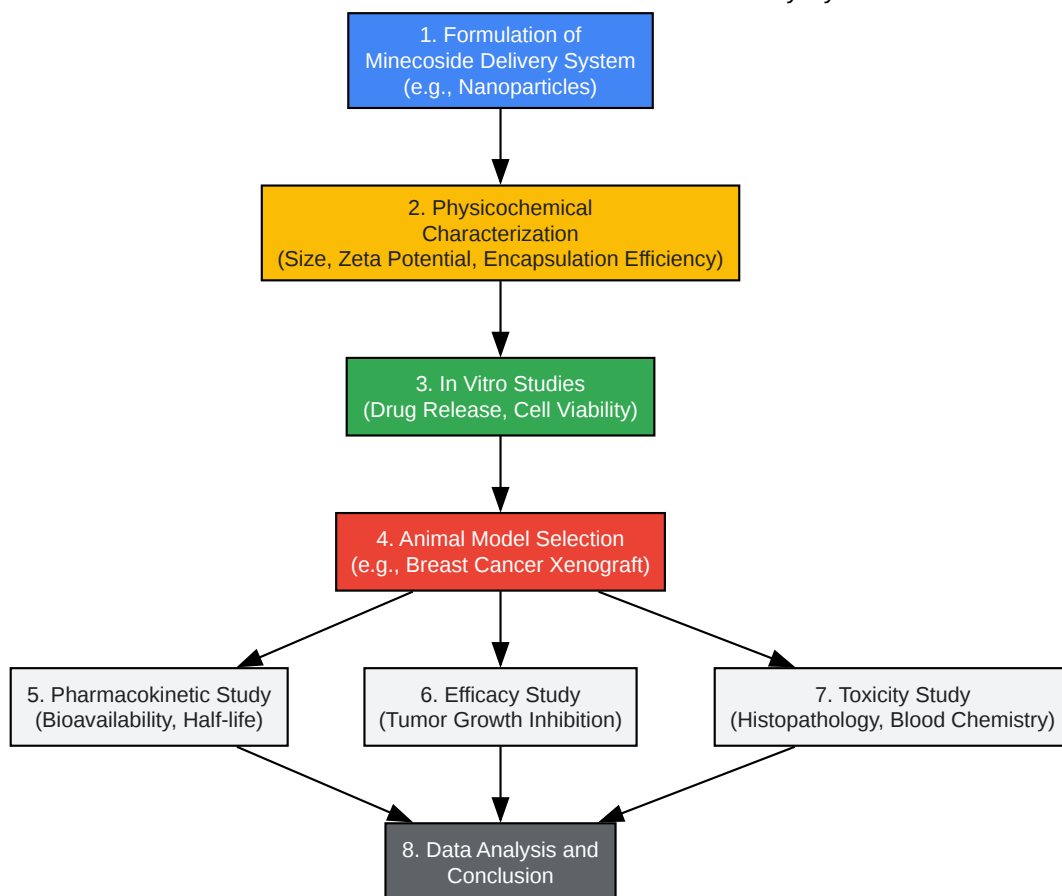 1. Formulation of
Minecoside Delivery System
(e.g., Nanoparticles)
2. Physicochemical
Characterization
(Size, Zeta Potential, Encapsulation Efficiency)
3. In Vitro Studies
(Drug Release, Cell Viability)
4. Animal Model Selection
(e.g., Breast Cancer Xenograft)
5. Pharmacokinetic Study
(Bioavailability, Half-life)
6. Efficacy Study
(Tumor Growth Inhibition)
7. Toxicity Study
(Histopathology, Blood Chemistry)
8. Data Analysis and
Conclusion